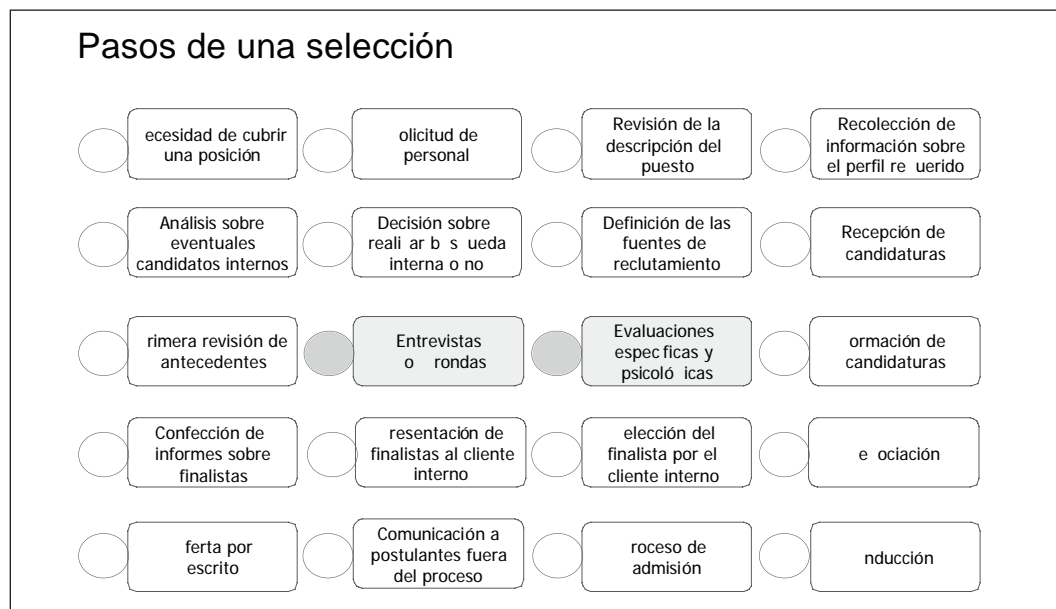 Pasos de una selección
ecesidad de cubrir
una posición
olicitud de
personal
Revisión de la
descripción del
puesto
Recolección de
información sobre
el perfil re uerido
Análisis sobre
eventuales
candidatos internos
Decisión sobre
reali ar b s ueda
interna o no
Definición de las
fuentes de
reclutamiento
Recepción de
candidaturas
rimera revisión de
antecedentes
Entrevistas
o rondas
Evaluaciones
espec ficas y
psicoló icas
ormación de
candidaturas
Confección de
informes sobre
finalistas
resentación de
finalistas al cliente
interno
elección del
finalista por el
cliente interno
e ociación
ferta por
escrito
Comunicación a
postulantes fuera
del proceso
roceso de
admisión
nducción